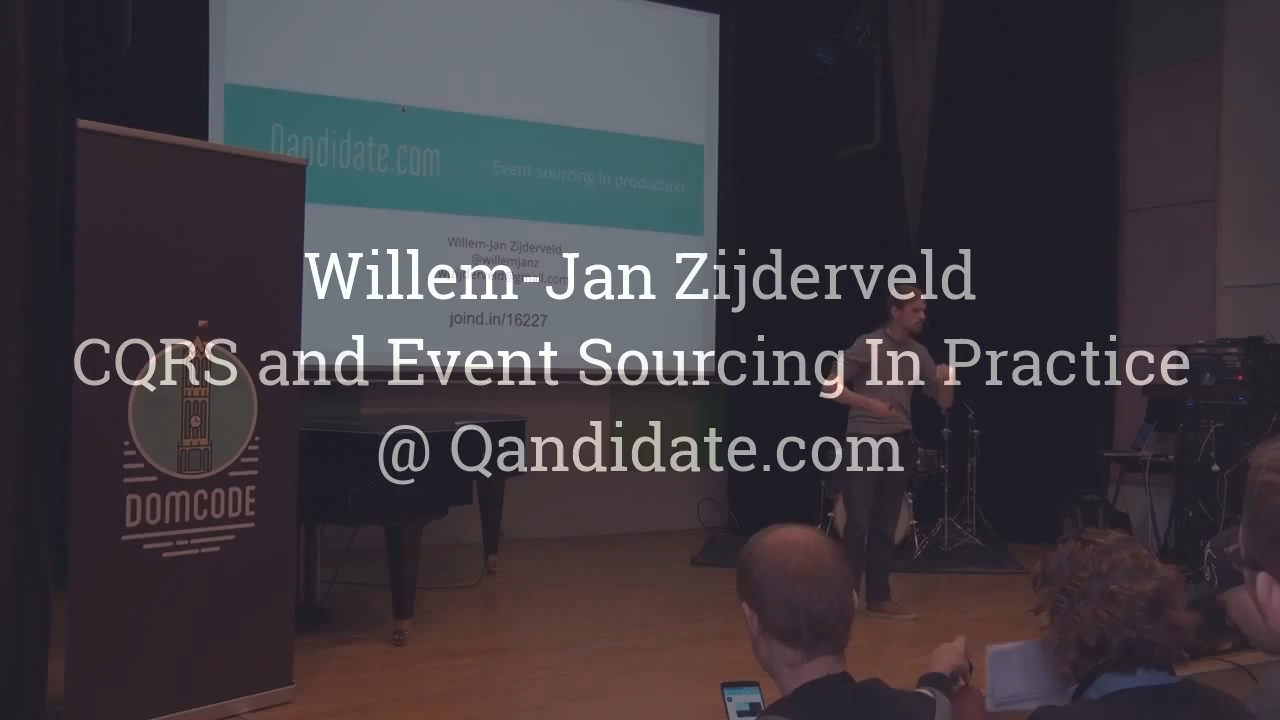 Qandidate.com
Event sourcing in production
Willem-Jan Zijderveld
@willemjanz
joind.in/16227
Willem-Jan Zijderveld
CQRS and Event Sourcing In Practice
@ Qandidate.com
DOMCODE